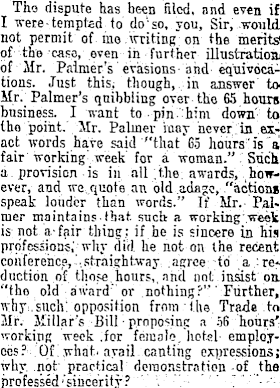 The dispute has been filed, and even if
I were tempted to do so, you, Sir, would
not permit of me writing on the merits
of the case, even in further illustration
of Mr. Palmer's evasions and equivoca-
tions. Just this, though, in answer to
Mr. Palmer's quibbling over the 65 hours
business. I want to pin him down to
the point. Mr. Palmer may never in ex-
act words have said "that 65 hours is a
fair working week for a woman." Such
a provision is in all the awards, how-
ever, and we quote an old adage, "actions
speak louder than words." If Mr. Pal-
mer maintains that such a working week
is not a fair thing; if he is sincere in his
professions, why did he not on the recent
conference, straightway agree to a re-
duction of those hours, and not insist on
"the old award or nothing?" Further,
why such opposition from the Trade to
Mr. Millar's Bill proposing a 56 hours'
working week for female hotel employ-
ees? Of what avail canting expressions;
why not practical demonstration of the
professed sincerity?